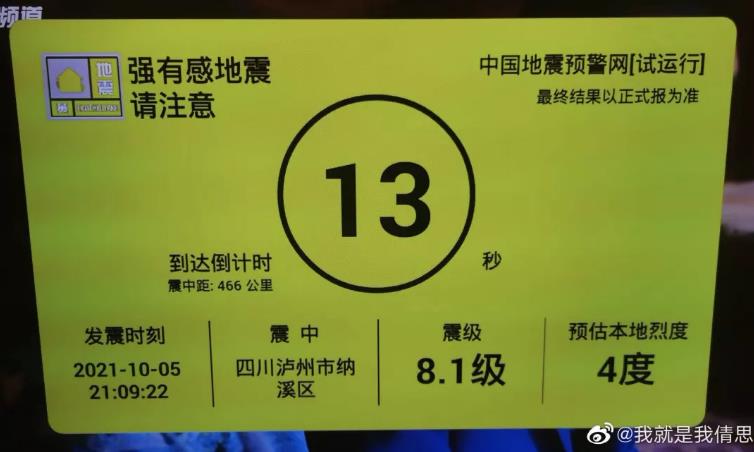 频道
强有感地震
请注意
地
震
中国地震预警网[试运行]
最终结果以正式报为准
13
秒
到达倒计时
震中距: 466 公里
发震时刻
2021-10-05
21:09:22
震 中
四川泸州市纳
溪区
震级
8.1级
预估本地烈度
4度
@我就是我倩思